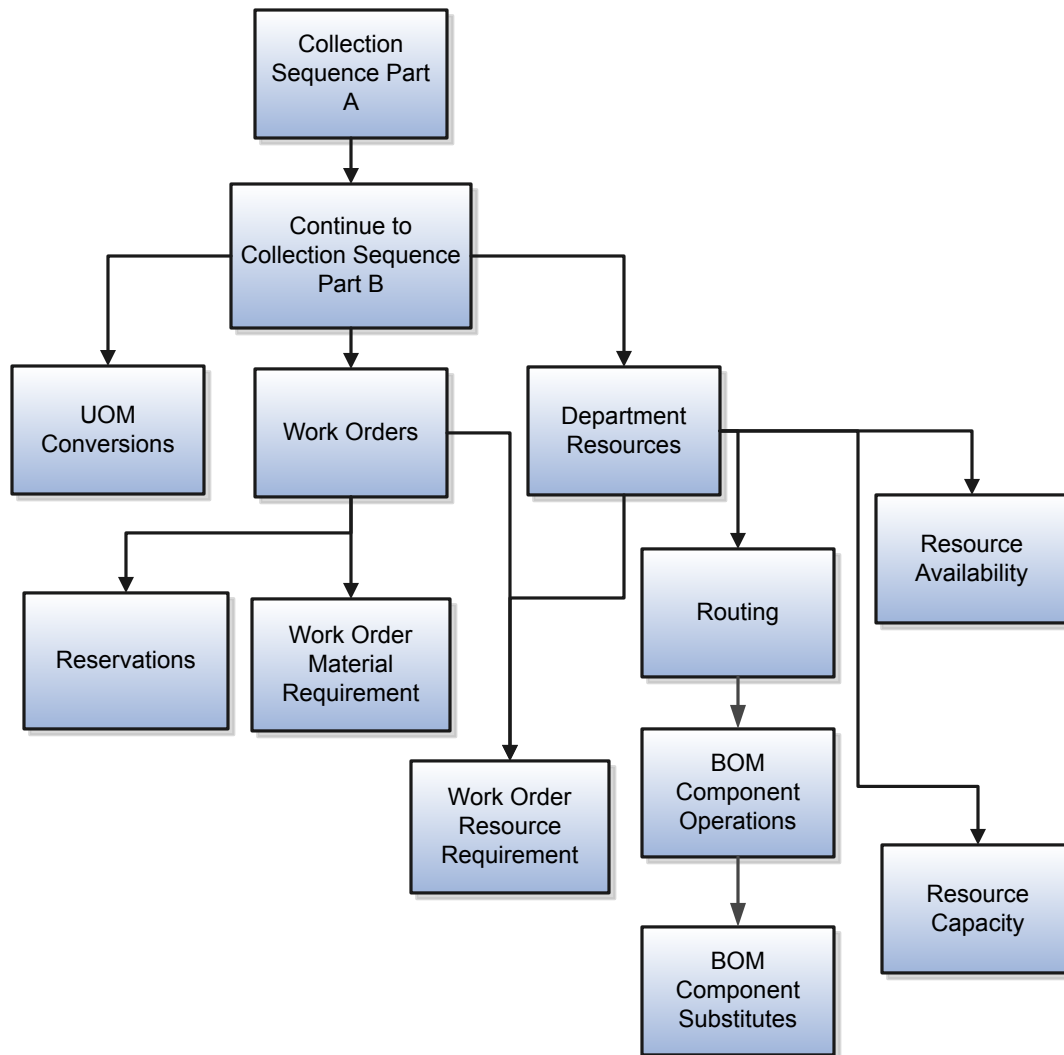 Collection
Sequence Part
A
Continue to
Collection Sequence
Part B
UOM
Conversions
Work Orders
Department
Resources
Resource
Availability
Reservations
Work Order
Material
Requirement
Routing
Work Order
Resource
Requirement
BOM
Component
Operations
Resource
Capacity
BOM
Component
Substitutes